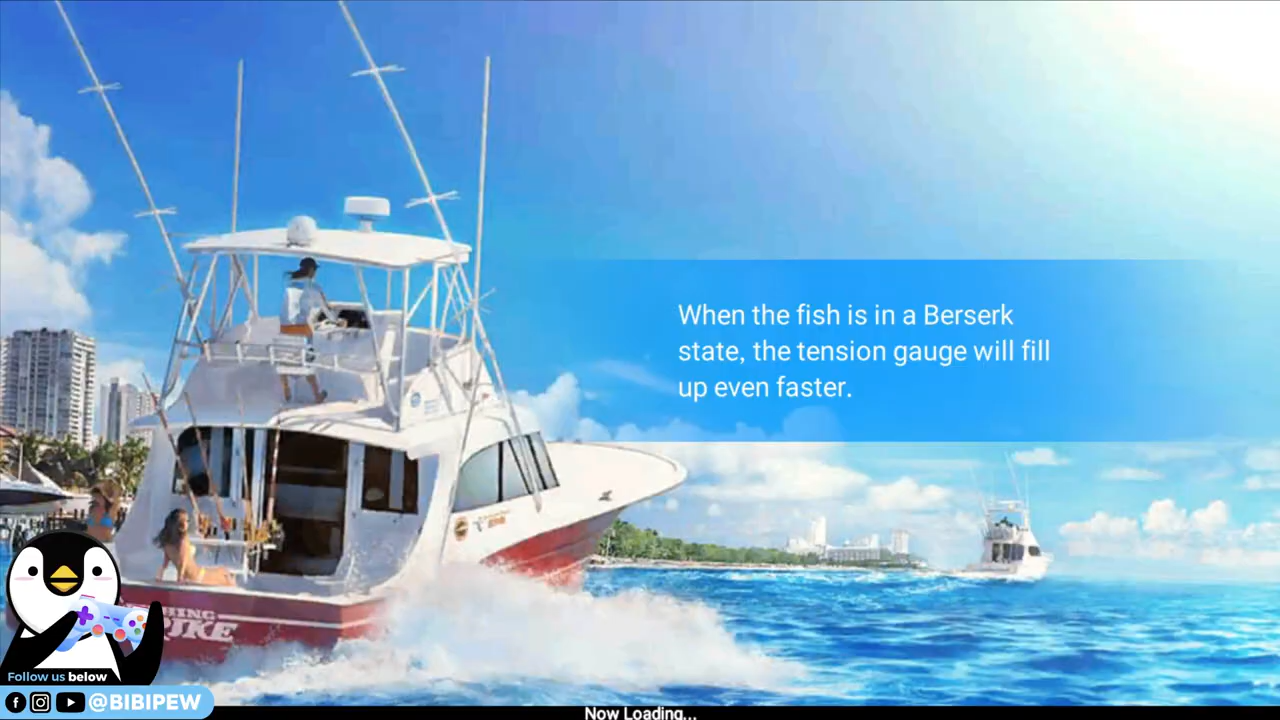 When the fish is in a Berserk
state, the tension gauge will fill
up even faster.
Follow us below
@BIBIPEW
Now Loading...